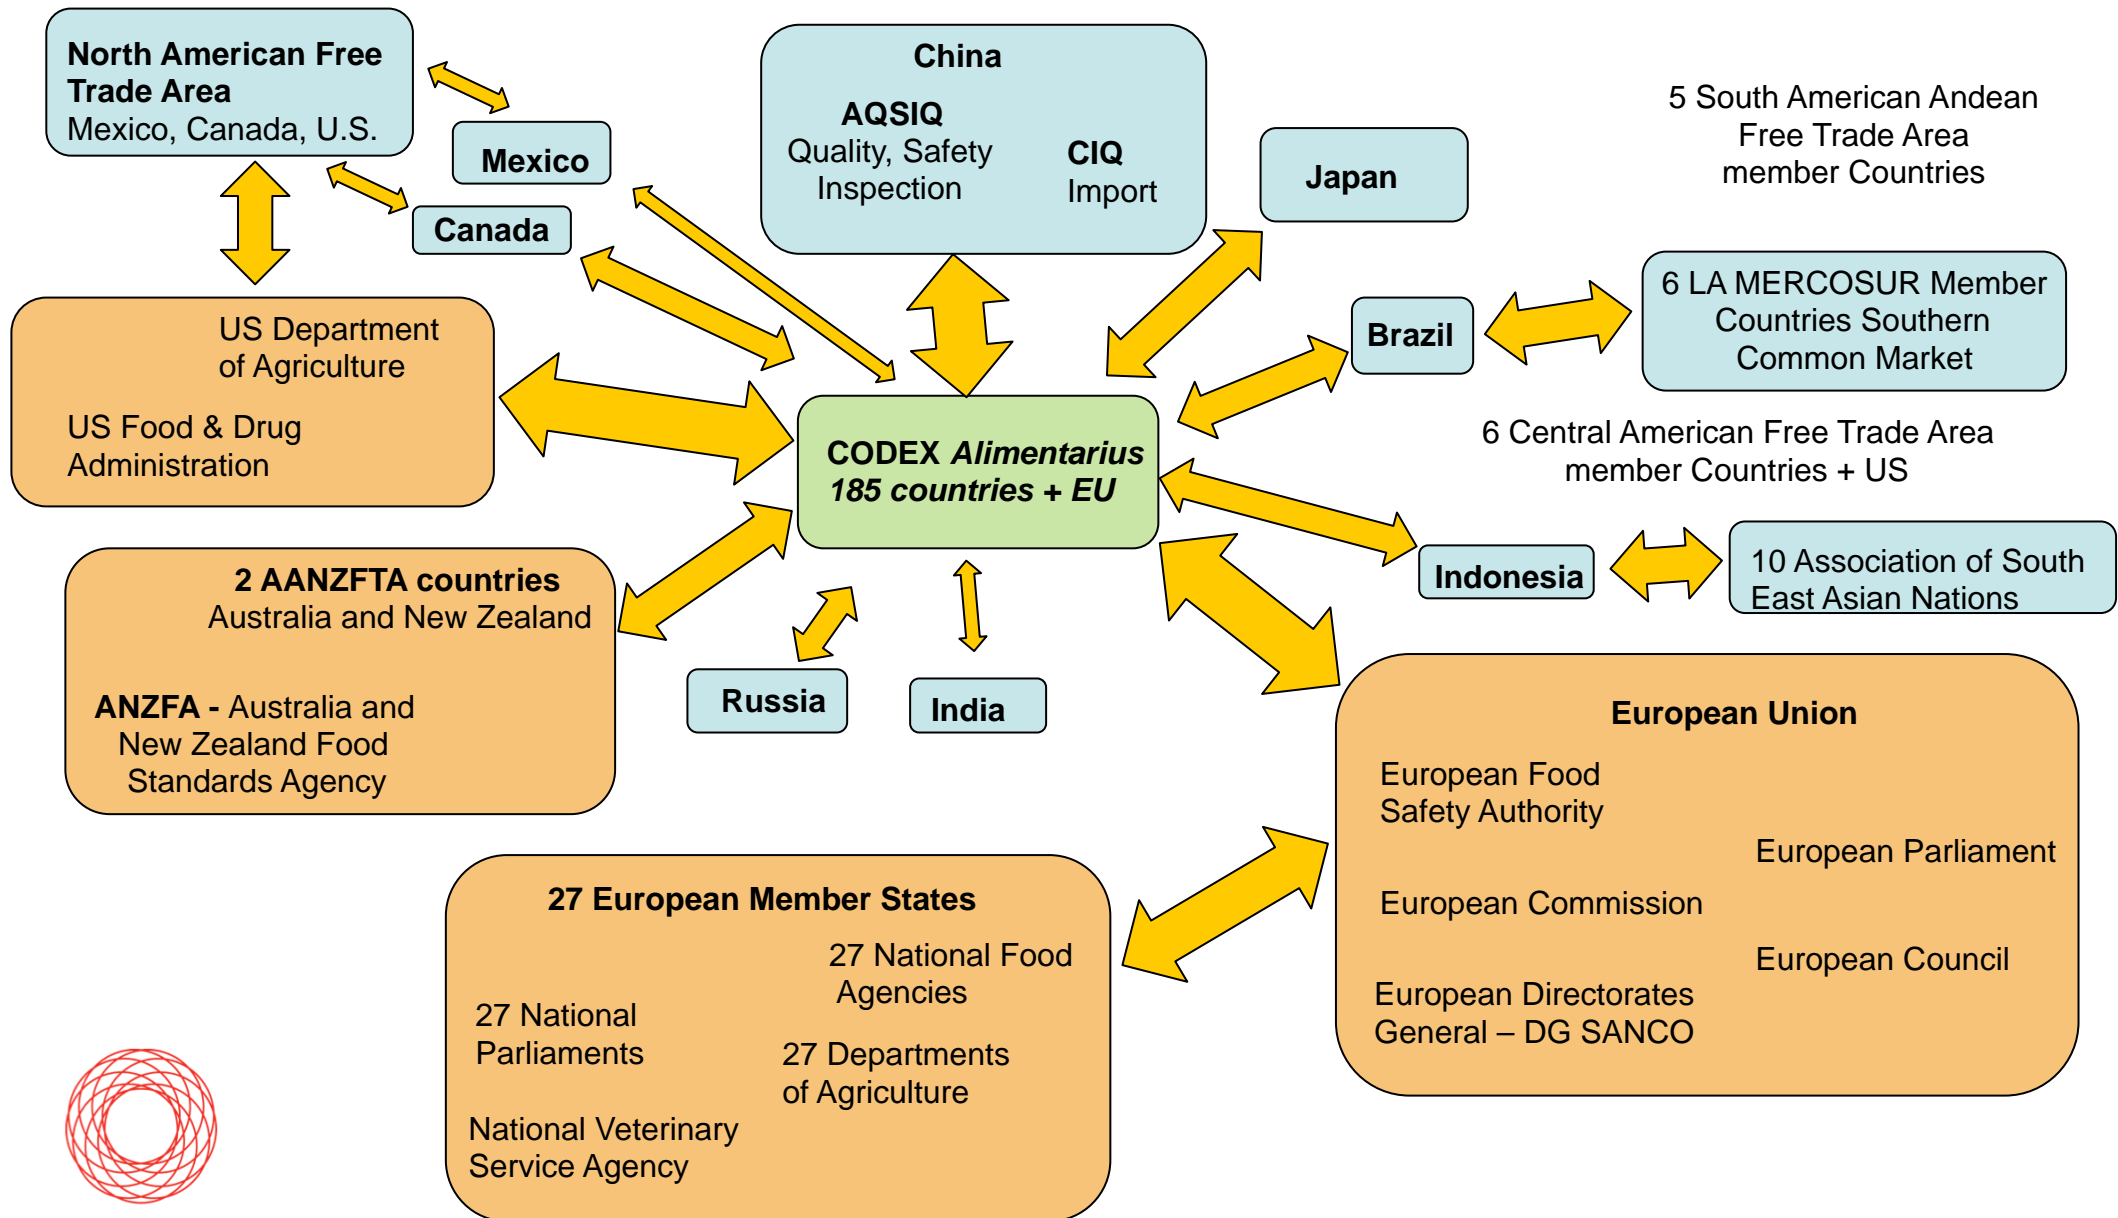 North American Free
Trade Area
Mexico, Canada, U.S.
Mexico
Canada
China
AQSIQ
Quality, Safety
Inspection
CIQ
Import
Japan
5 South American Andean
Free Trade Area
member Countries
Brazil
6 LA MERCOSUR Member
Countries Southern
Common Market
6 Central American Free Trade Area
member Countries + US
US Department
of Agriculture
US Food & Drug
Administration
CODEX Alimentarius
185 countries + EU
Indonesia
10 Association of South
East Asian Nations
2 AANZFTA countries
Australia and New Zealand
ANZFA - Australia and
New Zealand Food
Standards Agency
Russia
India
European Union
European Food
Safety Authority
European Parliament
European Commission
European Council
European Directorates
General – DG SANCO
27 European Member States
27 National Food
Agencies
27 National
Parliaments
27 Departments
of Agriculture
National Veterinary
Service Agency